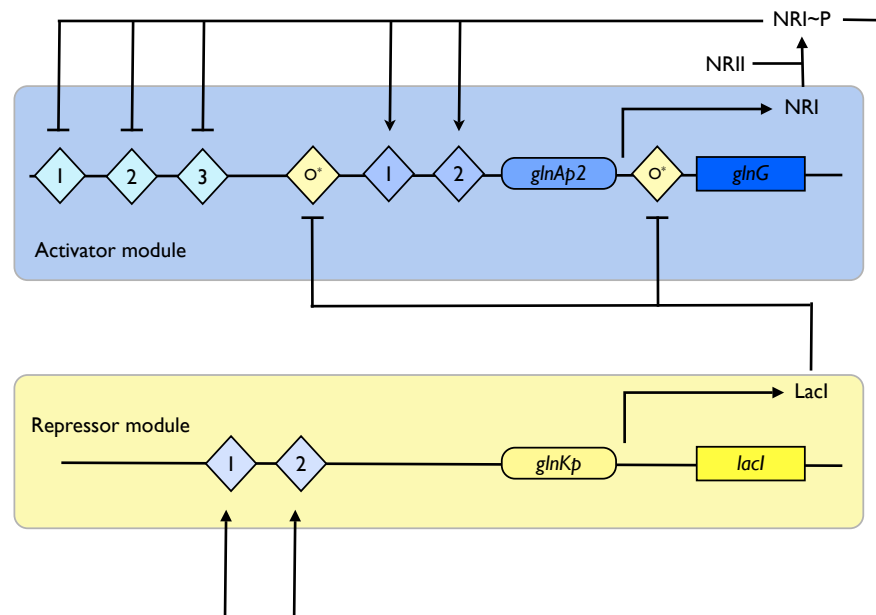 NRI~P
NRII
NRI
1 2 3 O* 1 2 glnAp2 O* glnG
Activator module
LacI
Repressor module
1 2 glnKp lacI